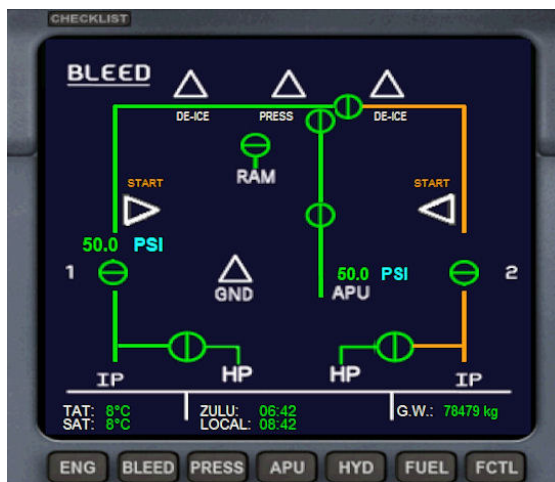 CHECKLIST
BLEED
DE-ICE PRESS DE-ICE
RAM
START START
50.0 PSI
1 GND 50.0 PSI 2
APU
HP HP
IP IP
TAT: 8°C ZULU: 06:42 G.W.: 78479 kg
SAT: 8°C LOCAL: 08:42
ENG BLEED PRESS APU HYD FUEL FCTL